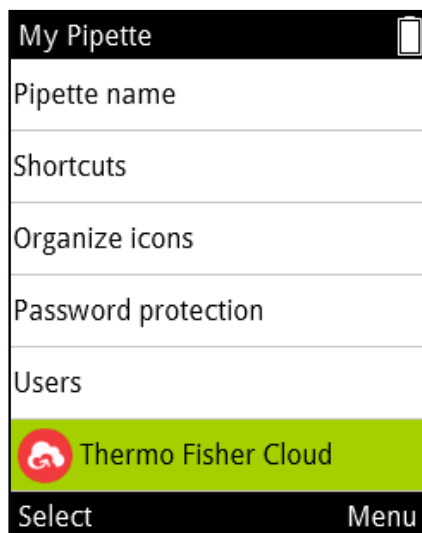 My Pipette
Pipette name
Shortcuts
Organize icons
Password protection
Users
Thermo Fisher Cloud
Select Menu